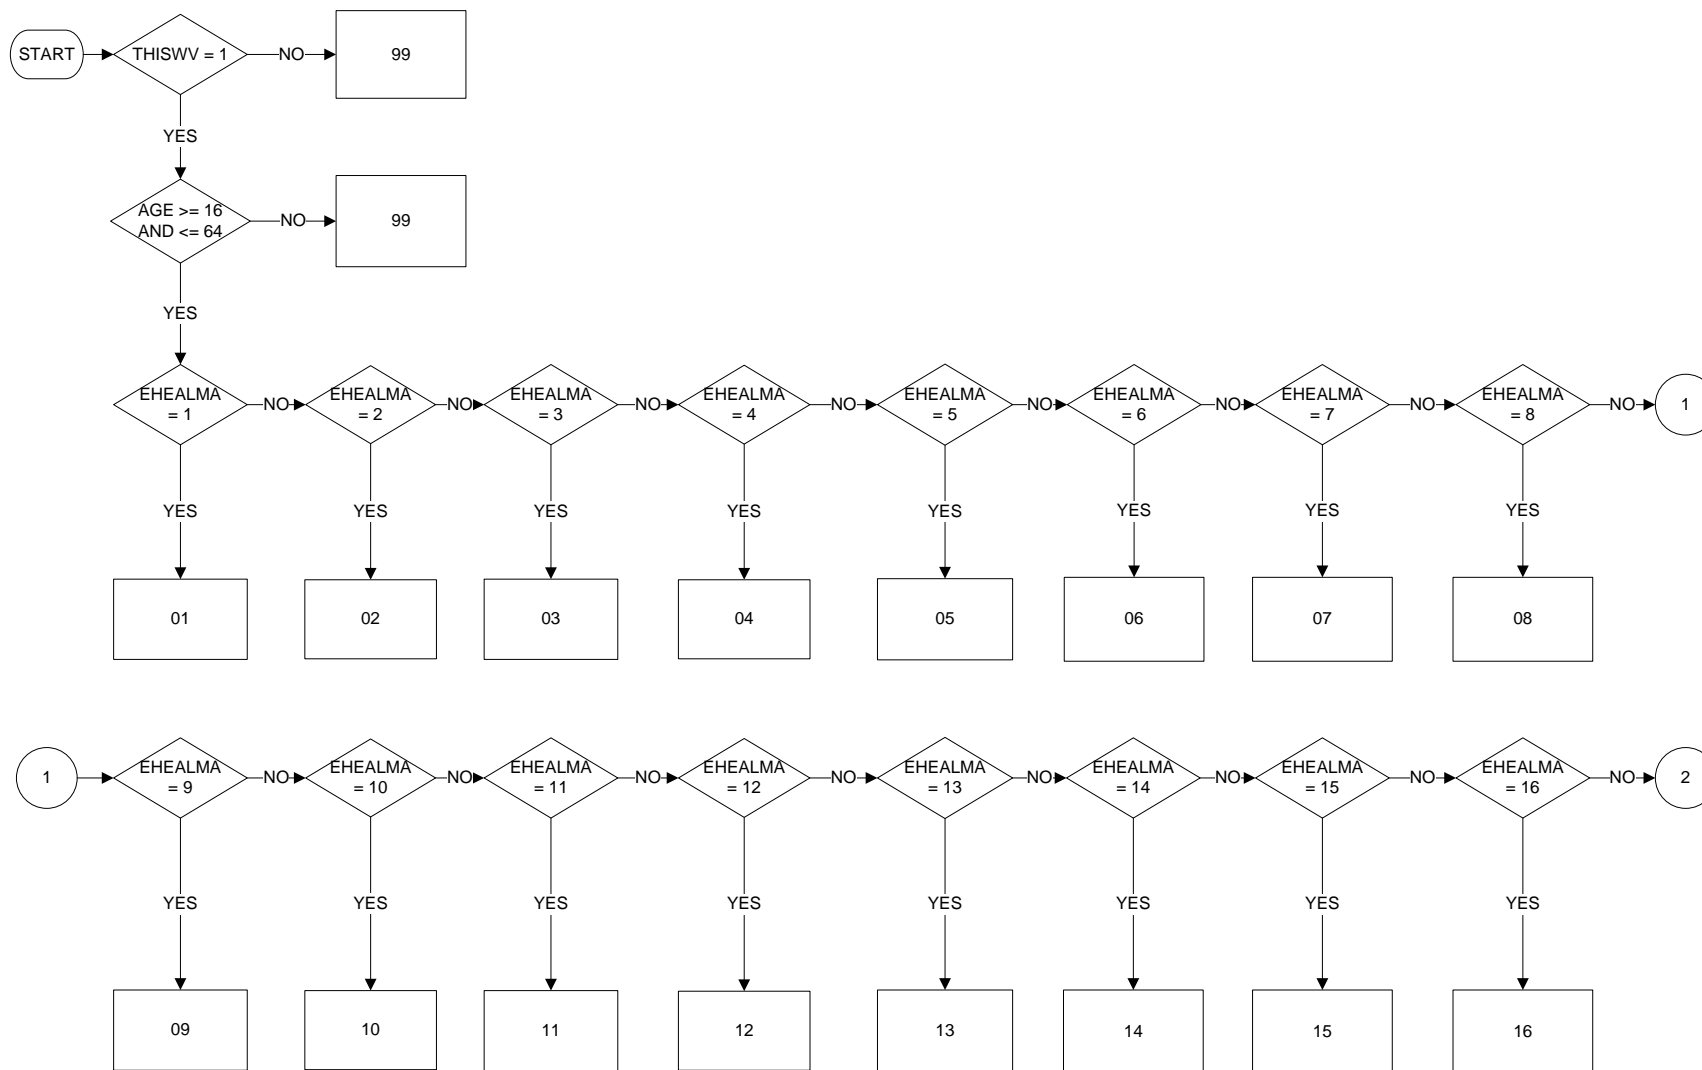 START
THISWV = 1
NO
99
YES
AGE >= 16
AND <= 64
NO
99
YES
EHEALMA
= 1
NO
EHEALMA
= 2
NO
EHEALMA
= 3
NO
EHEALMA
= 4
NO
EHEALMA
= 5
NO
EHEALMA
= 6
NO
EHEALMA
= 7
NO
EHEALMA
= 8
NO
1
YES
YES
YES
YES
YES
YES
YES
YES
01
02
03
04
05
06
07
08
1
EHEALMA
= 9
NO
EHEALMA
= 10
NO
EHEALMA
= 11
NO
EHEALMA
= 12
NO
EHEALMA
= 13
NO
EHEALMA
= 14
NO
EHEALMA
= 15
NO
EHEALMA
= 16
NO
2
YES
YES
YES
YES
YES
YES
YES
YES
09
10
11
12
13
14
15
16